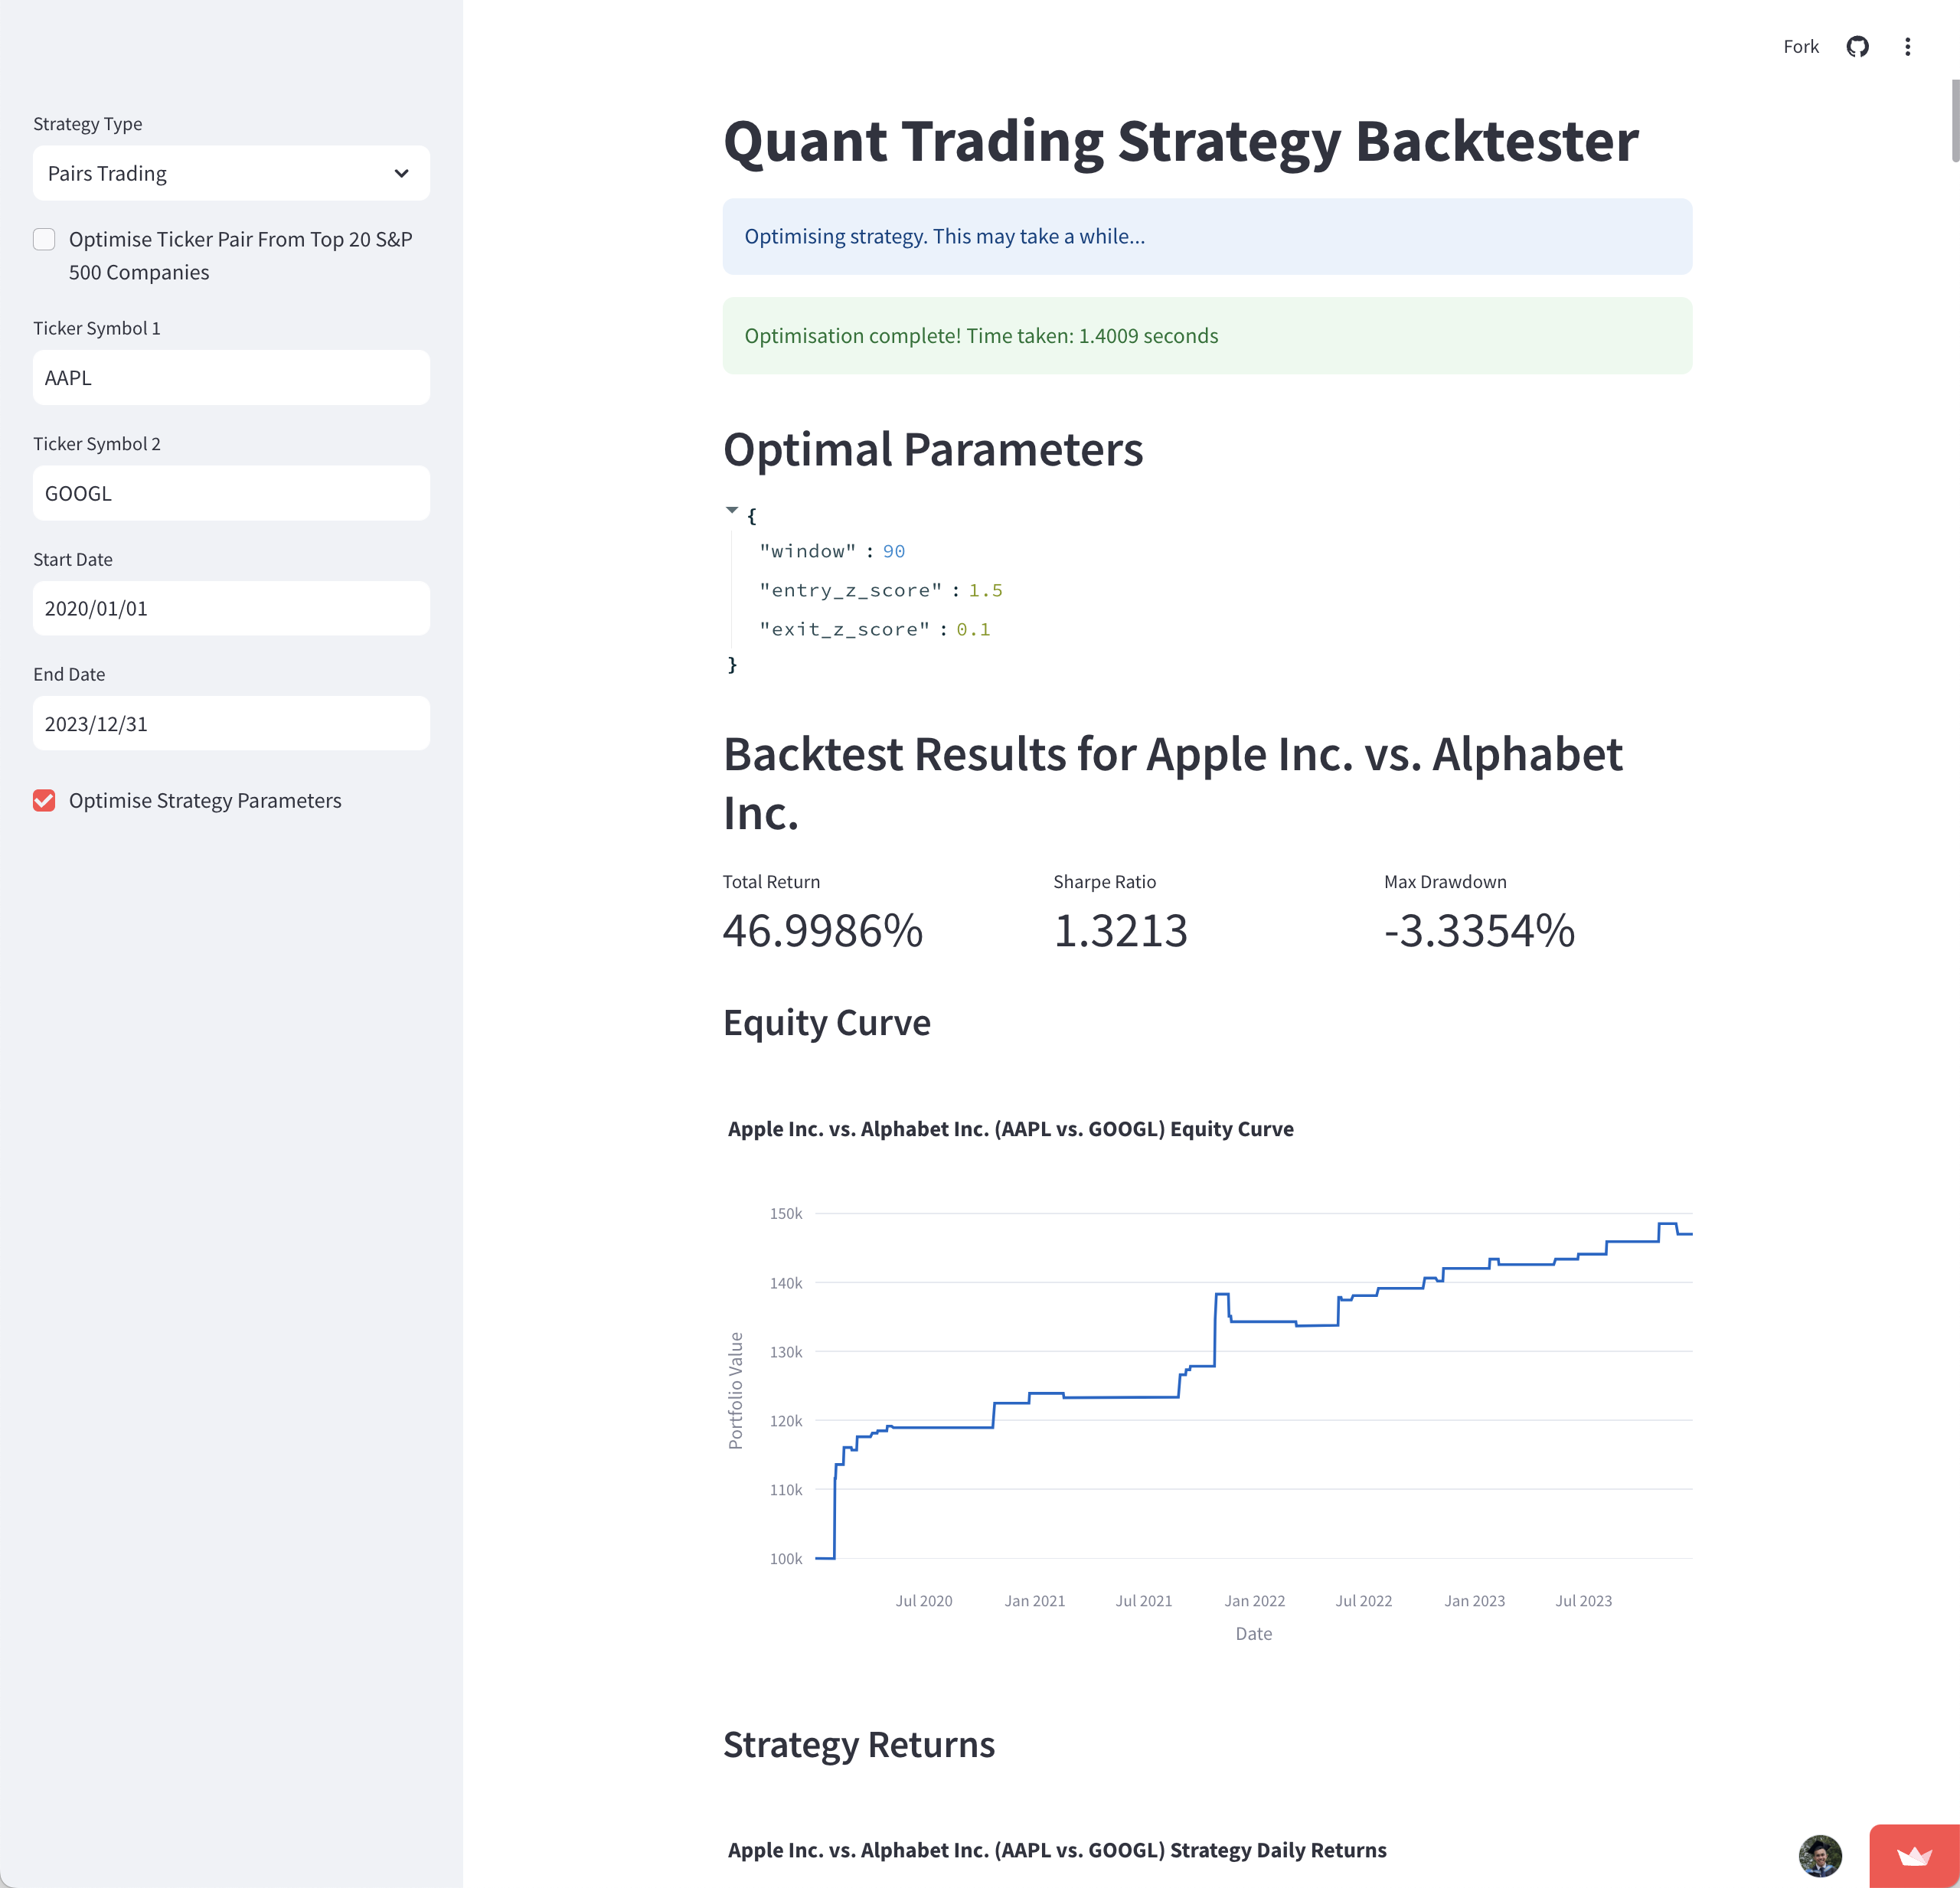 Fork
Strategy Type
Pairs Trading
Optimise Ticker Pair From Top 20 S&P
500 Companies
Ticker Symbol 1
AAPL
Ticker Symbol 2
GOOGL
Start Date
2020/01/01
End Date
2023/12/31
Optimise Strategy Parameters
Quant Trading Strategy Backtester
Optimising strategy. This may take a while...
Optimisation complete! Time taken: 1.4009 seconds
Optimal Parameters
{
"window" : 90
"entry_z_score" : 1.5
"exit_z_score" : 0.1
}
Backtest Results for Apple Inc. vs. Alphabet
Inc.
Total Return
46.9986%
Sharpe Ratio
1.3213
Max Drawdown
-3.3354%
Equity Curve
Apple Inc. vs. Alphabet Inc. (AAPL vs. GOOGL) Equity Curve
Portfolio Value
150k
140k
130k
120k
110k
100k
Jul 2020
Jan 2021
Jul 2021
Jan 2022
Jul 2022
Jan 2023
Jul 2023
Date
Strategy Returns
Apple Inc. vs. Alphabet Inc. (AAPL vs. GOOGL) Strategy Daily Returns